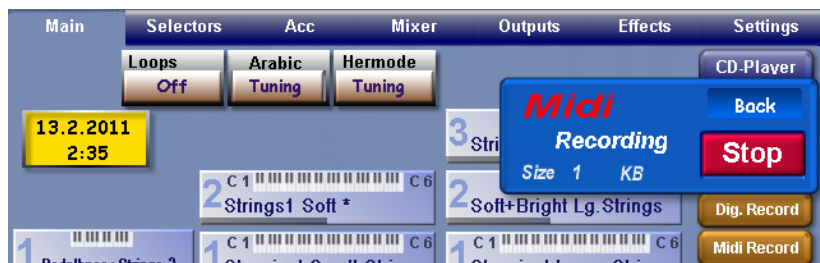 Main Selectors Acc Mixer Outputs Effects Settings
Loops
Off
Arabic
Tuning
Hermode
Tuning
CD-Player
13.2.2011
2:35
Midi
Recording
Size 1 KB
Back
Stop
3
2 C 1 C 6
Strings1 Soft *
2
Soft+Bright Lg.Strings
Dig. Record
1
1 C 1 C 6
1 C 1 C 6
Midi Record